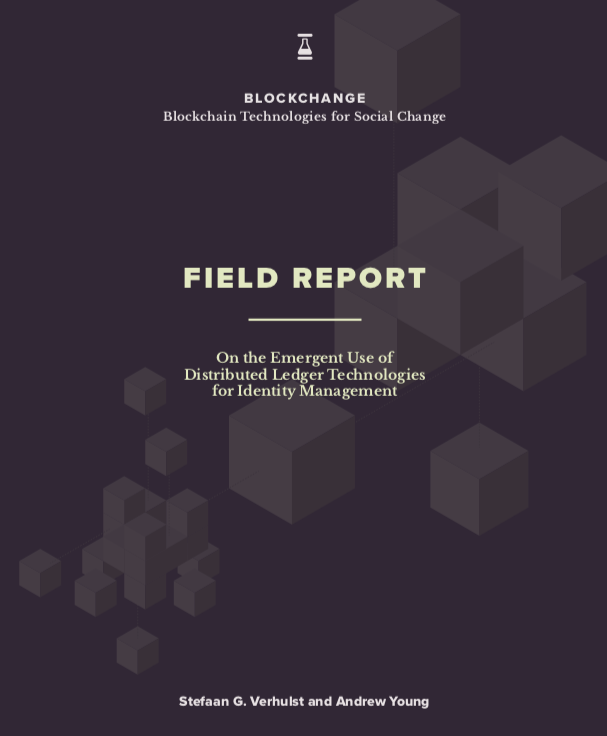 BLOCKCHANGE
Blockchain Technologies for Social Change
FIELD REPORT
On the Emergent Use of
Distributed Ledger Technologies
for Identity Management
Stefaan G. Verhulst and Andrew Young